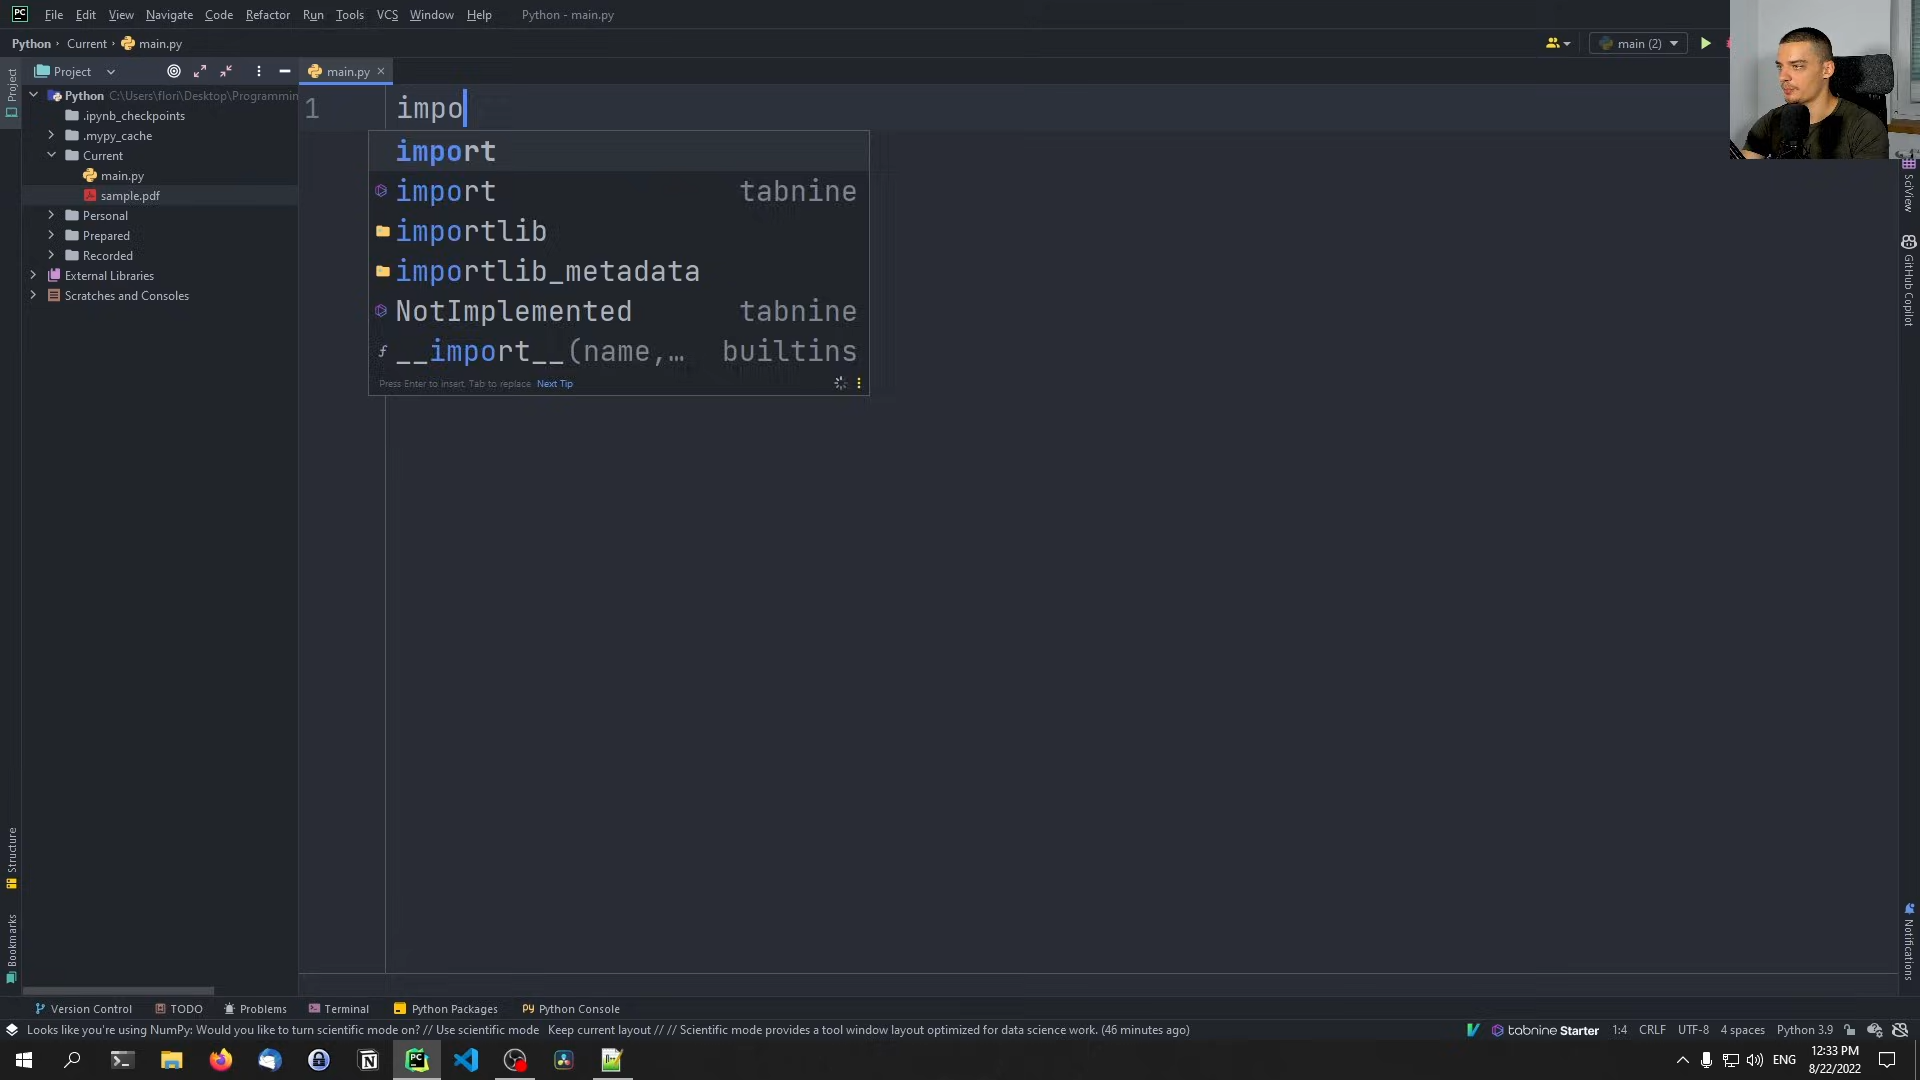 PC File Edit View Navigate Code Refactor Run Tools VCS Window Help Python - main.py
Python Current main.py main (2)
Project main.py
Project
Python C:\Users\flori\Desktop\Programmin
.ipynb_checkpoints
.mypy_cache
Current
main.py
sample.pdf
Personal
Prepared
Recorded
External Libraries
Scratches and Consoles
1 impo
import
import tabnine
importlib
importlib_metadata
NotImplemented tabnine
__import__(name,… builtins
Press Enter to insert, Tab to replace Next Tip
SciView
GitHub Copilot
Notifications
Structure
Bookmarks
Version Control TODO Problems Terminal Python Packages Python Console
Looks like you're using NumPy: Would you like to turn scientific mode on? // Use scientific mode Keep current layout // // Scientific mode provides a tool window layout optimized for data science work. (46 minutes ago) tabnine Starter 1:4 CRLF UTF-8 4 spaces Python 3.9
PC ENG 12:33 PM
8/22/2022